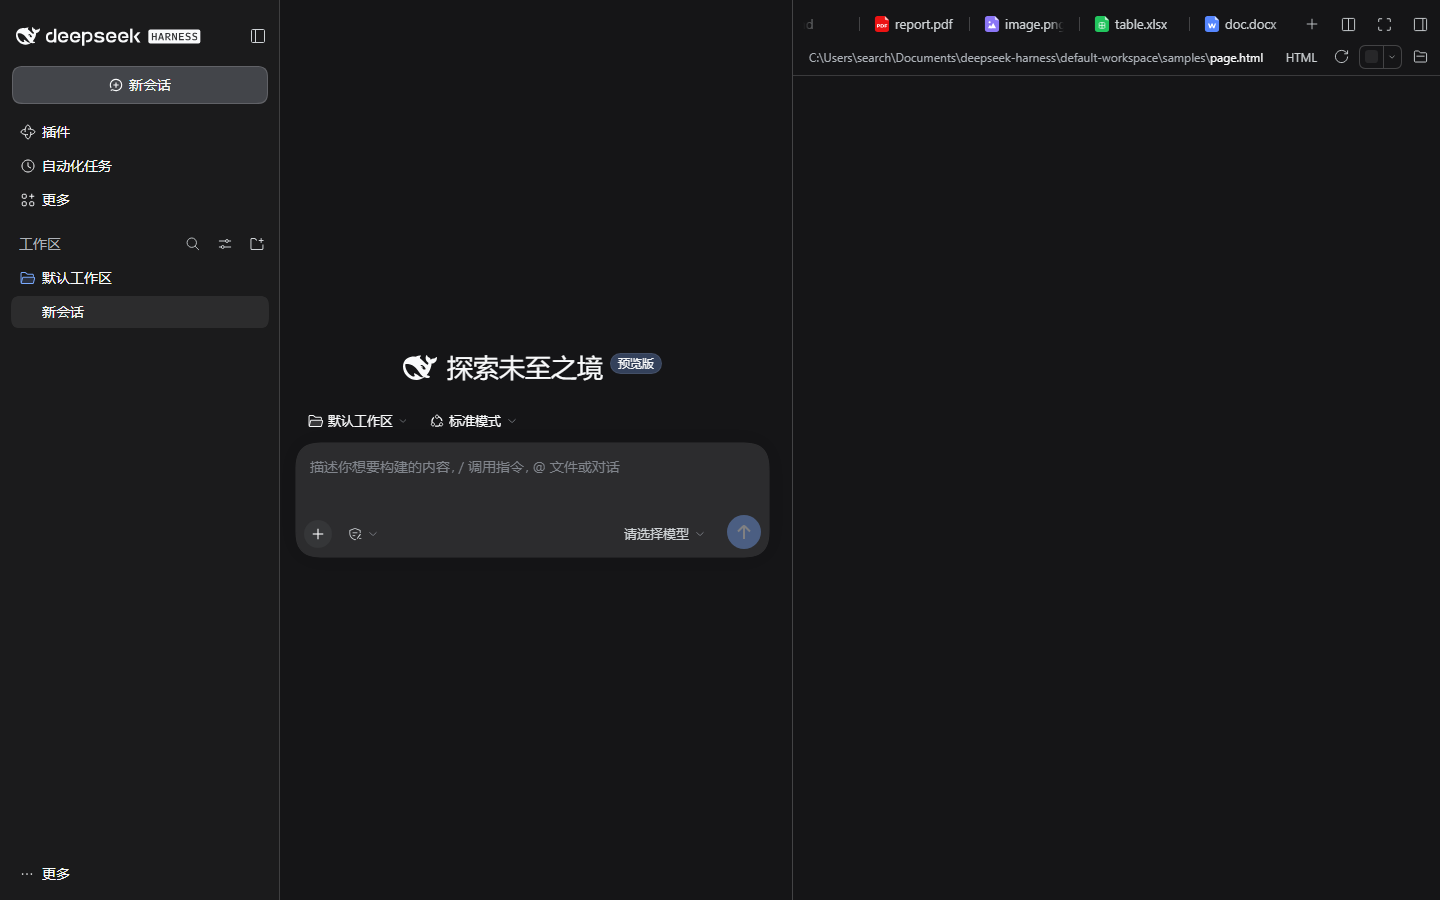 deepseek HARNESS
新会话
插件
自动化任务
更多
工作区
默认工作区
新会话
更多
探索未至之境 预览版
默认工作区 标准模式
描述你想要构建的内容, / 调用指令, @ 文件或对话
请选择模型
d report.pdf image.png table.xlsx doc.docx
C:\Users\search\Documents\deepseek-harness\default-workspace\samples\page.html HTML